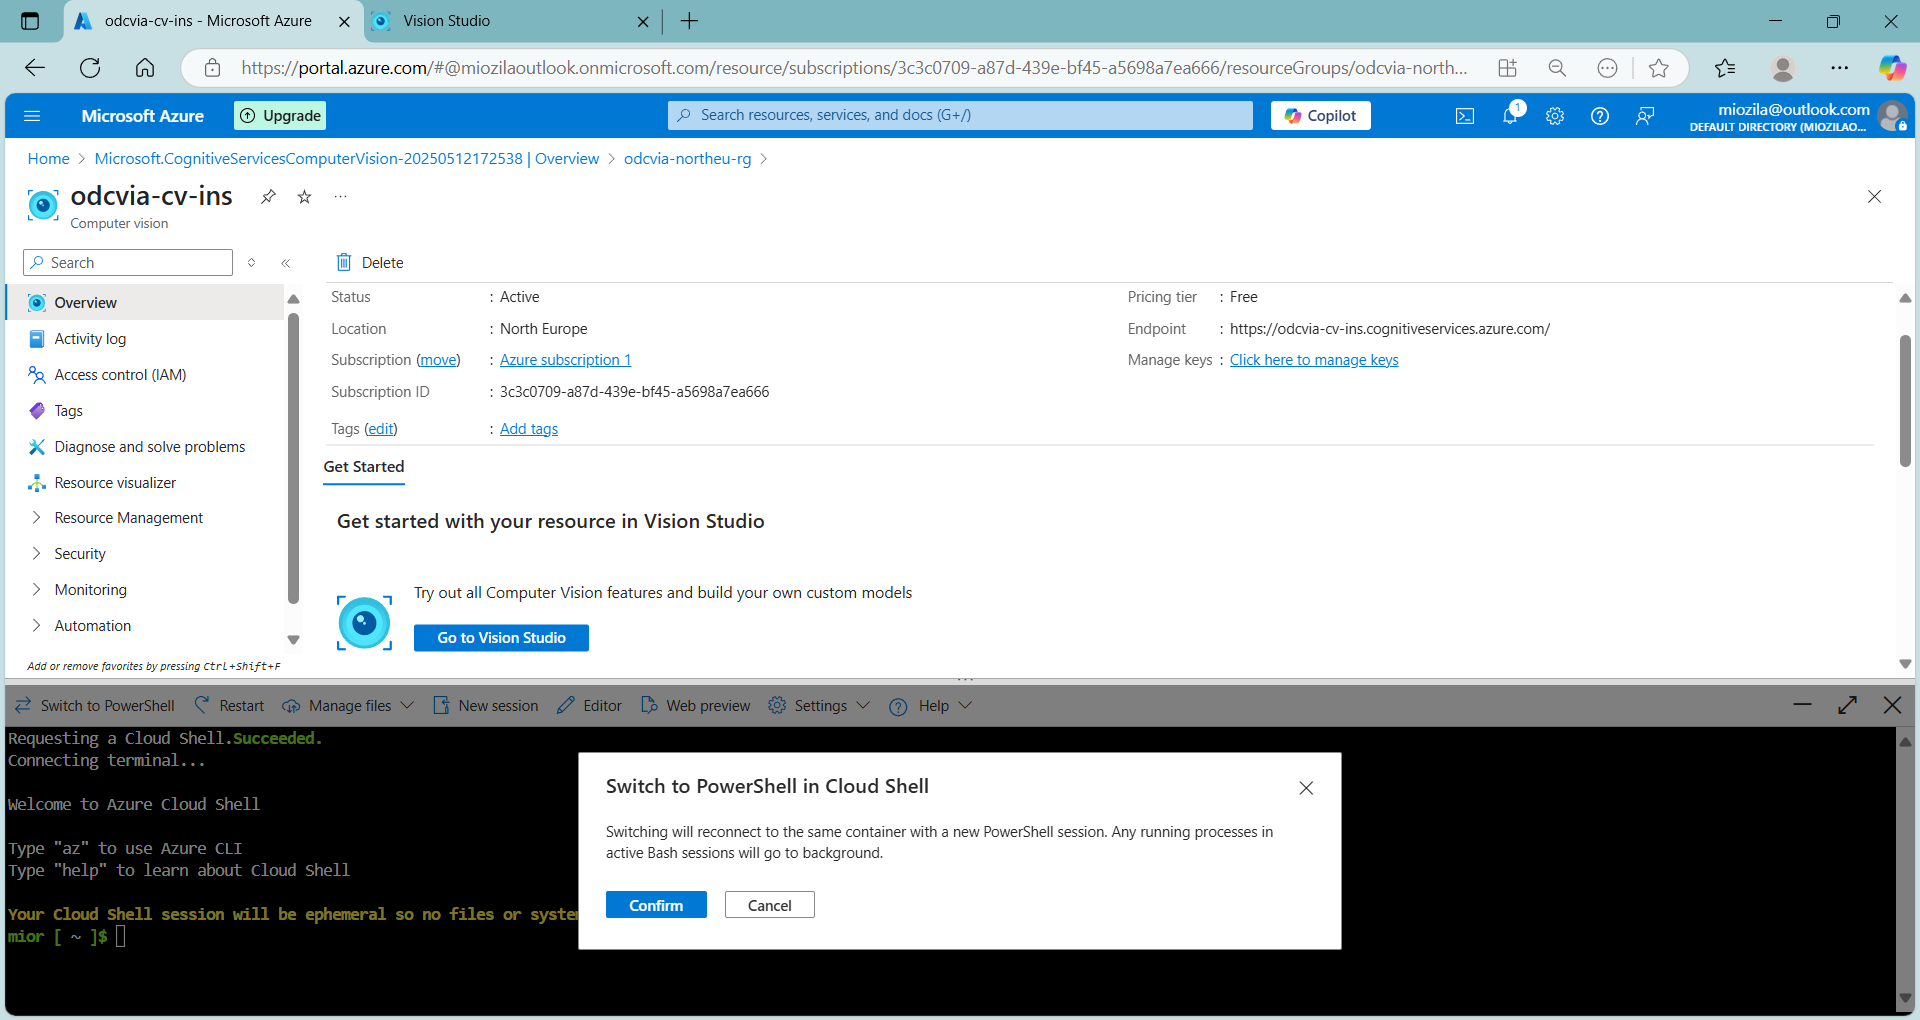 odcvia-cv-ins - Microsoft Azure
Vision Studio
https://portal.azure.com/#@miozilaoutlook.onmicrosoft.com/resource/subscriptions/3c3c0709-a87d-439e-bf45-a5698a7ea666/resourceGroups/odcvia-north...
Microsoft Azure
Upgrade
Search resources, services, and docs (G+/)
Copilot
1
miozila@outlook.com
DEFAULT DIRECTORY (MIOZILAO...
Home > Microsoft.CognitiveServicesComputerVision-20250512172538 | Overview > odcvia-northeu-rg >
odcvia-cv-ins
Computer vision
Search
Delete
Overview
Activity log
Access control (IAM)
Tags
Diagnose and solve problems
Resource visualizer
Resource Management
Security
Monitoring
Automation
Add or remove favorites by pressing Ctrl+Shift+F
Status : Active
Location : North Europe
Subscription (move) : Azure subscription 1
Subscription ID : 3c3c0709-a87d-439e-bf45-a5698a7ea666
Tags (edit) : Add tags
Pricing tier : Free
Endpoint : https://odcvia-cv-ins.cognitiveservices.azure.com/
Manage keys : Click here to manage keys
Get Started
Get started with your resource in Vision Studio
Try out all Computer Vision features and build your own custom models
Go to Vision Studio
Switch to PowerShell
Restart
Manage files
New session
Editor
Web preview
Settings
Help
Requesting a Cloud Shell.Succeeded.
Connecting terminal...
Welcome to Azure Cloud Shell
Type "az" to use Azure CLI
Type "help" to learn about Cloud Shell
Your Cloud Shell session will be ephemeral so no files or system
mior [ ~ ]$
Switch to PowerShell in Cloud Shell
Switching will reconnect to the same container with a new PowerShell session. Any running processes in
active Bash sessions will go to background.
Confirm
Cancel